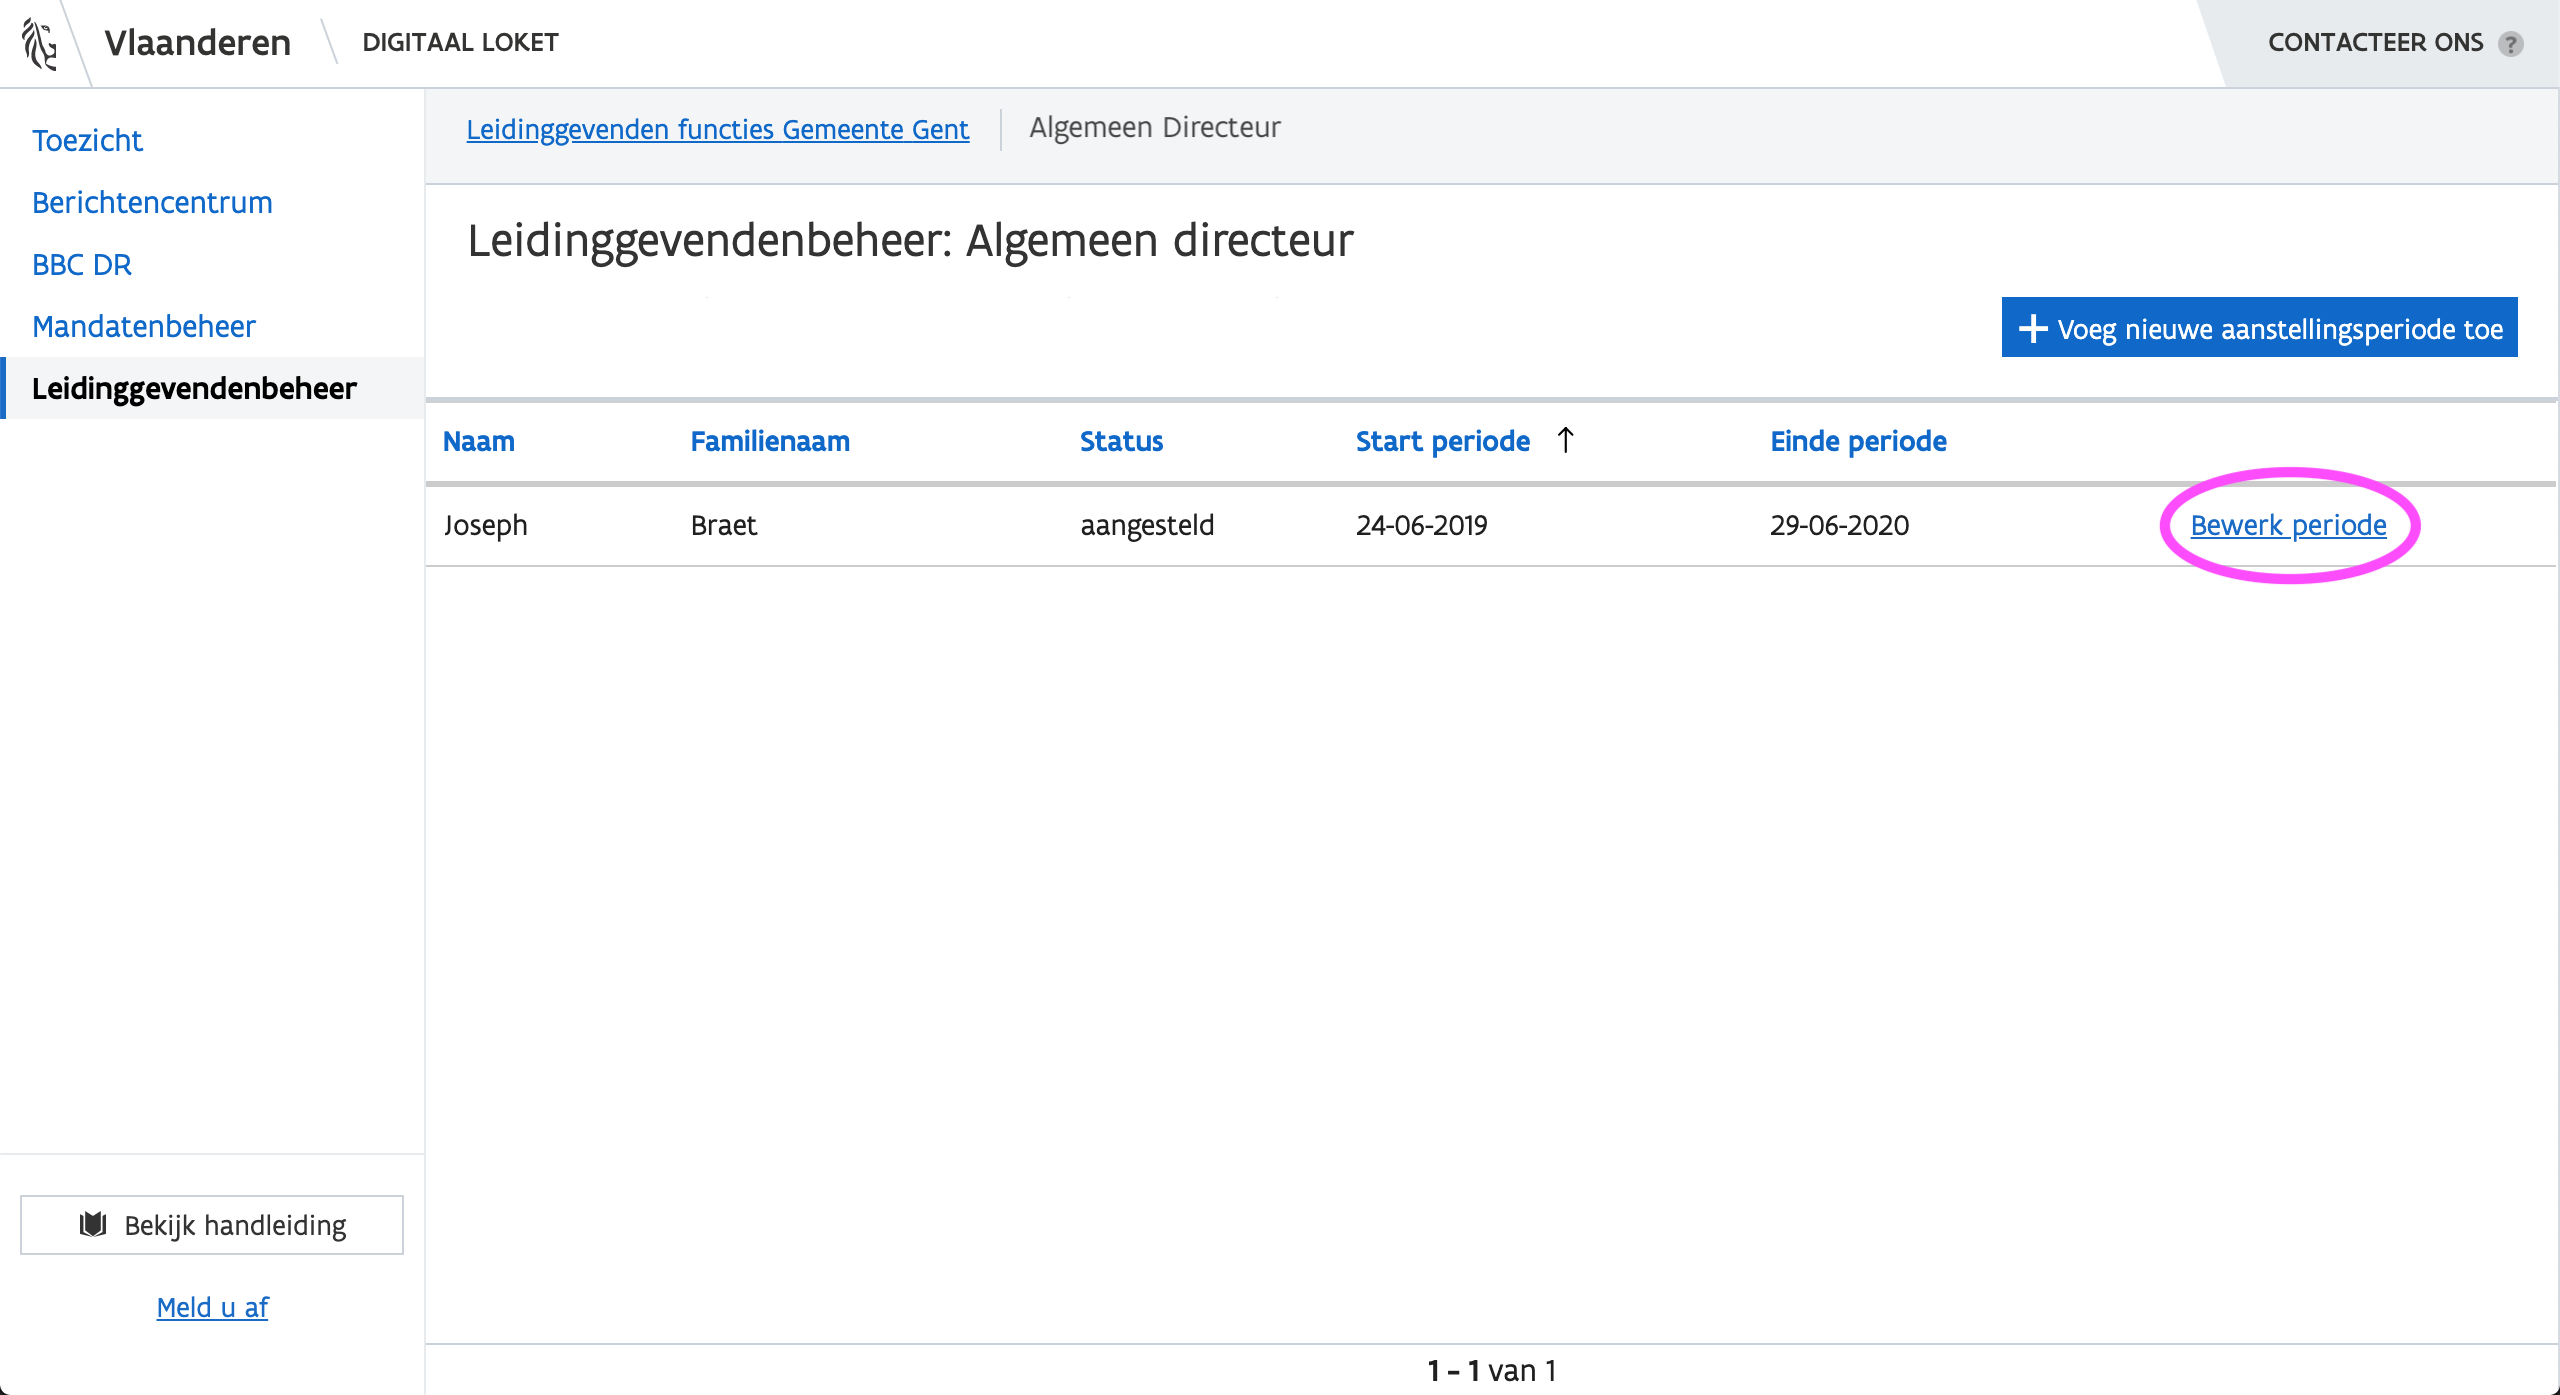 Vlaanderen
DIGITAAL LOKET
CONTACTEER ONS ?
Toezicht
Berichtencentrum
BBC DR
Mandatenbeheer
Leidinggevendenbeheer
Leidinggevenden functies Gemeente Gent
Algemeen Directeur
Leidinggevendenbeheer: Algemeen directeur
Voeg nieuwe aanstellingsperiode toe
Naam Familienaam Status Start periode ↑ Einde periode
Joseph Braet aangesteld 24-06-2019 29-06-2020 Bewerk periode
Bekijk handleiding
Meld u af
1 - 1 van 1